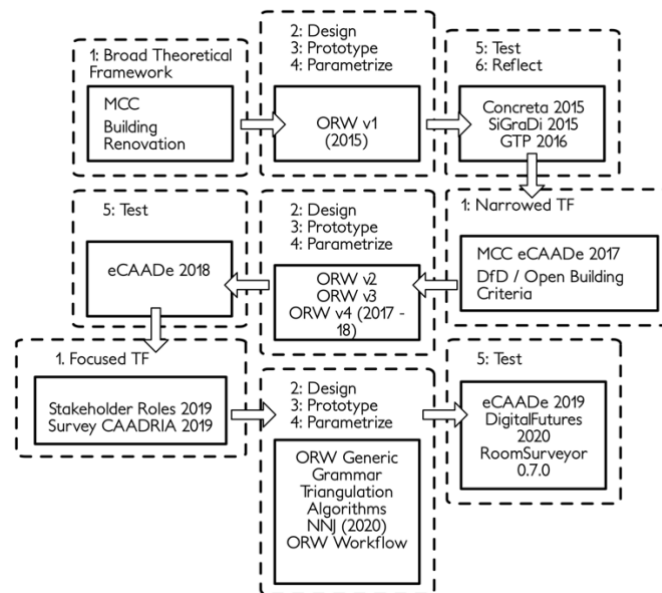 1: Broad Theoretical
Framework
MCC
Building
Renovation
2: Design
3: Prototype
4: Parametrize
ORW v1
(2015)
5: Test
6: Reflect
Concreta 2015
SiGraDi 2015
GTP 2016
1: Narrowed TF
MCC eCAADe 2017
DfD / Open Building
Criteria
2: Design
3: Prototype
4: Parametrize
ORW v2
ORW v3
ORW v4 (2017 -
18)
5: Test
eCAADe 2018
1. Focused TF
Stakeholder Roles 2019
Survey CAADRIA 2019
2: Design
3: Prototype
4: Parametrize
ORW Generic
Grammar
Triangulation
Algorithms
NNJ (2020)
ORW Workflow
5: Test
eCAADe 2019
DigitalFutures
2020
RoomSurveyor
0.7.0